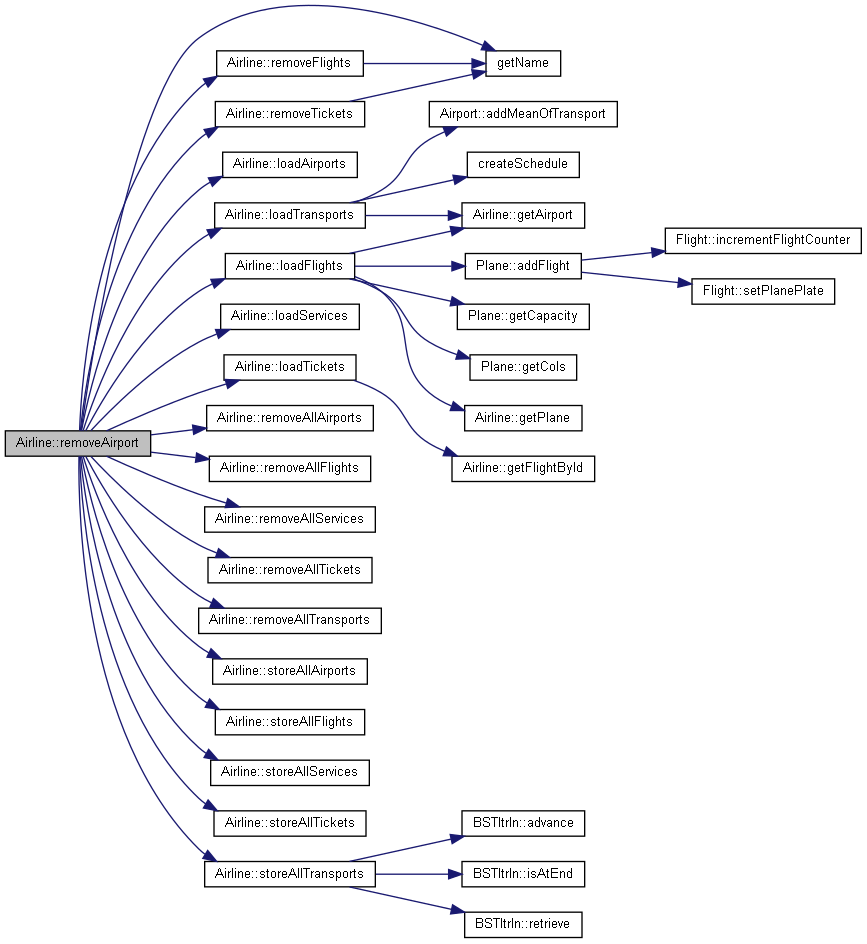 getName
Airline::removeFlights
Airline::removeTickets
Airport::addMeanOfTransport
Airline::loadAirports
createSchedule
Airline::loadTransports
Airline::getAirport
Flight::incrementFlightCounter
Airline::loadFlights
Plane::addFlight
Flight::setPlanePlate
Airline::loadServices
Plane::getCapacity
Airline::loadTickets
Plane::getCols
Airline::removeAllAirports
Airline::getPlane
Airline::removeAirport
Airline::removeAllFlights
Airline::getFlightById
Airline::removeAllServices
Airline::removeAllTickets
Airline::removeAllTransports
Airline::storeAllAirports
Airline::storeAllFlights
Airline::storeAllServices
Airline::storeAllTickets
BSTItrIn::advance
Airline::storeAllTransports
BSTItrIn::isAtEnd
BSTItrIn::retrieve